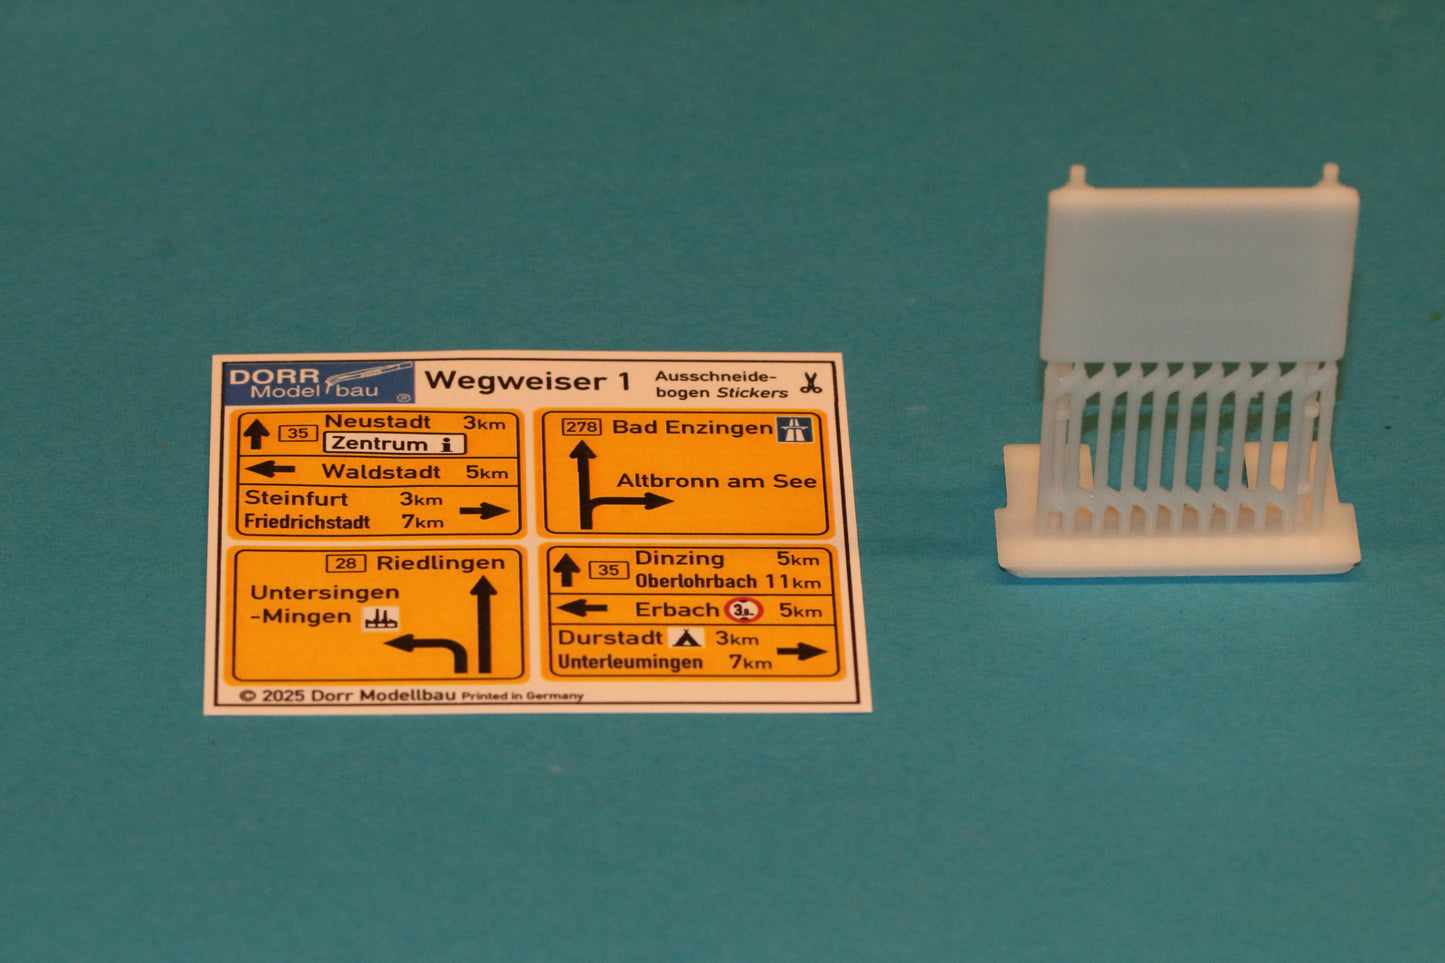 DORR
Modellbau ®
Wegweiser 1
Ausschneide-
bogen Stickers
35 Neustadt 3km
Zentrum i
Waldstadt 5km
Steinfurt 3km
Friedrichstadt 7km
278 Bad Enzingen
Altbronn am See
28 Riedlingen
Untersingen
-Mingen
35 Dinzing 5km
Oberlohrbach 11km
Erbach 5km
Durstadt 3km
Unterleumingen 7km
© 2025 Dorr Modellbau Printed in Germany